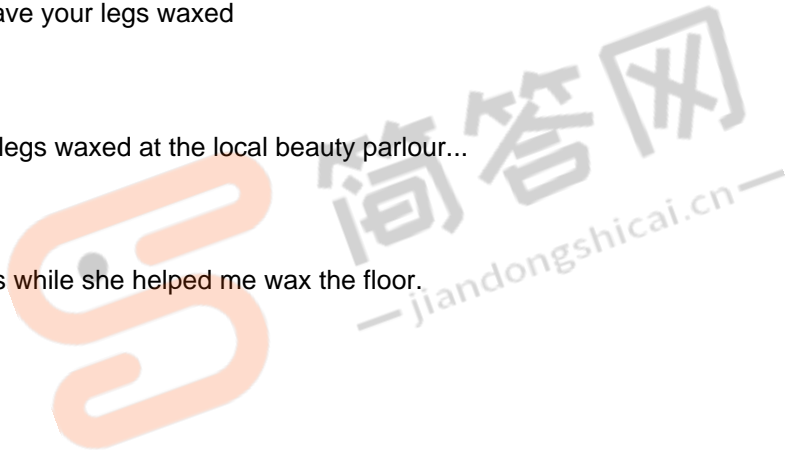 ave your legs waxed
legs waxed at the local beauty parlour...
s while she helped me wax the floor.
简答网
jiandongshicai.cn